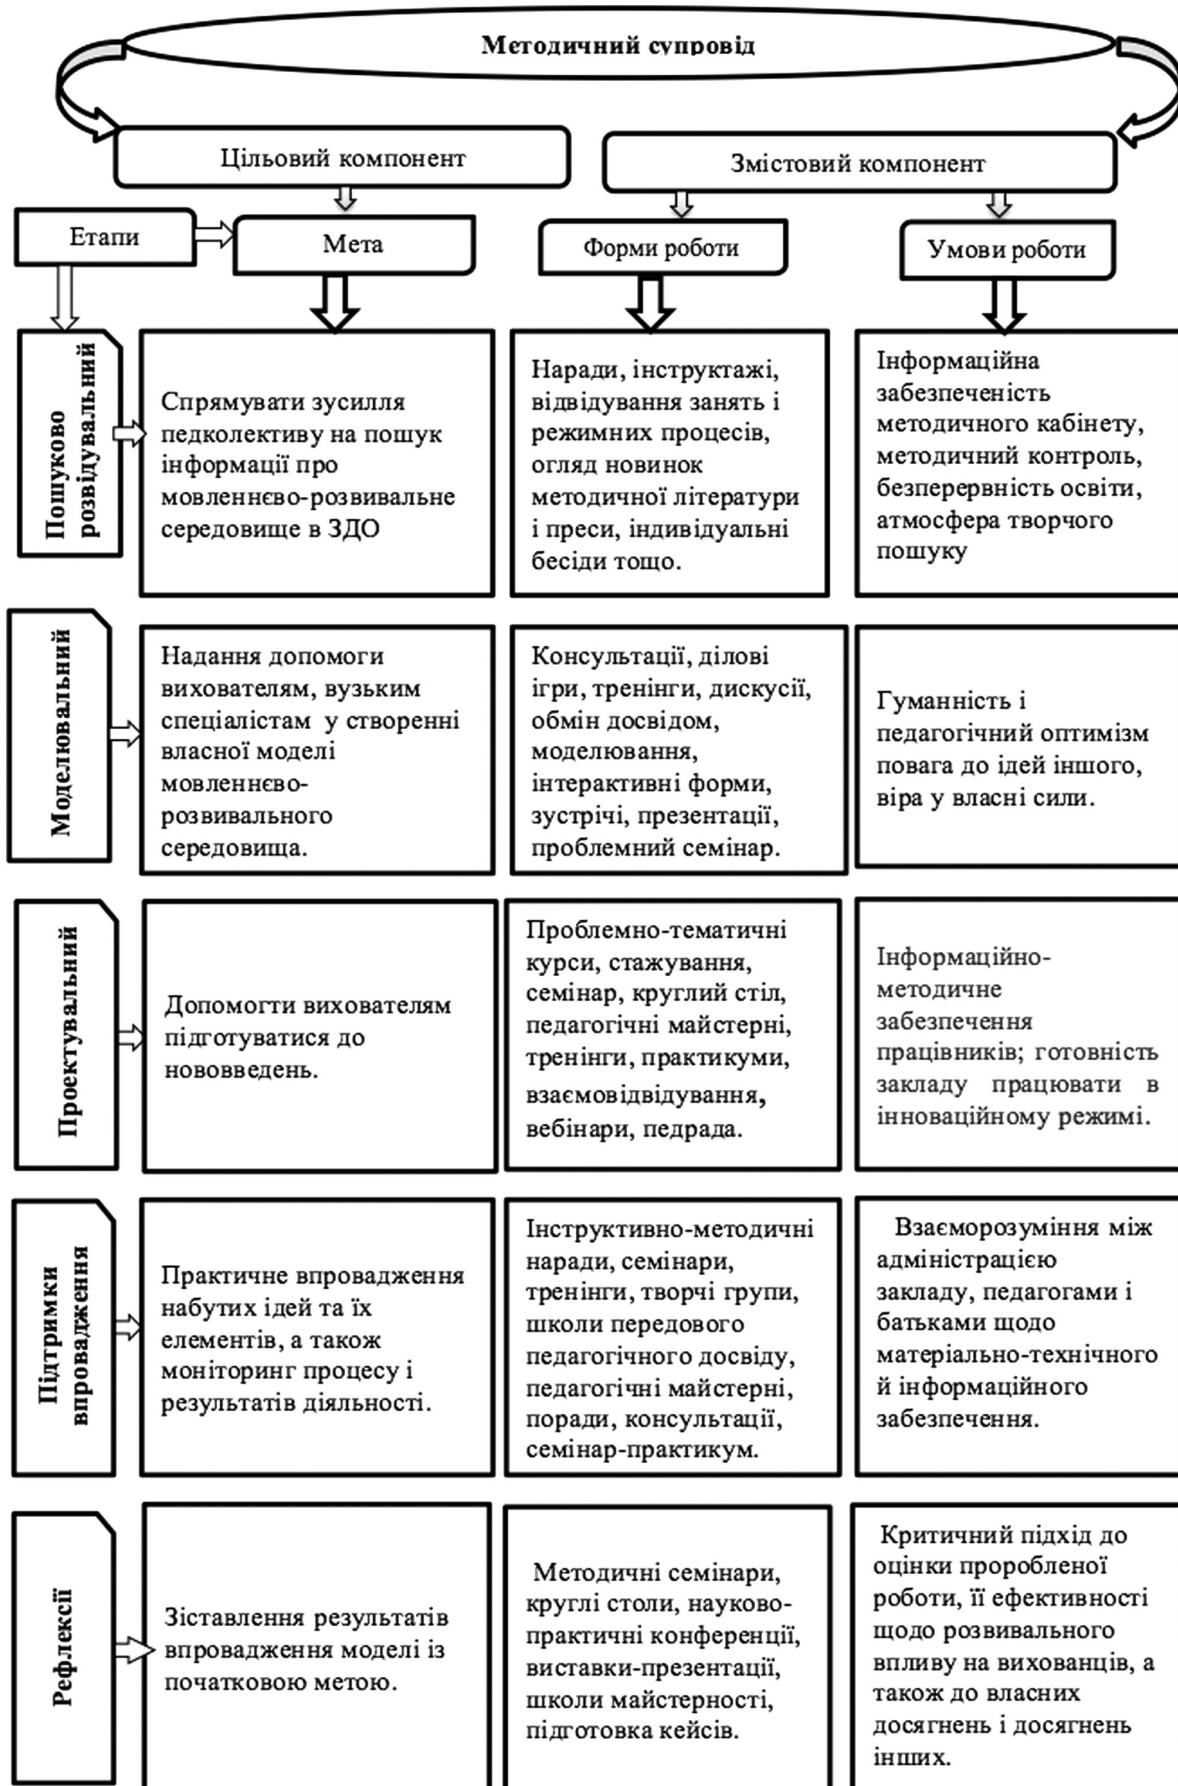 Методичний супровід
Цільовий компонент
Змістовий компонент
Етапи
Мета
Форми роботи
Умови роботи
Пошуково
розвідувальний
Спрямувати зусилля
педколективу на пошук
інформації про
мовленнєво-розвивальне
середовище в ЗДО
Наради, інструктажі,
відвідування занять і
режимних процесів,
огляд новинок
методичної літератури
і преси, індивідуальні
бесіди тощо.
Інформаційна
забезпеченість
методичного кабінету,
методичний контроль,
безперервність освіти,
атмосфера творчого
пошуку
Моделювальний
Надання допомоги
вихователям, вузьким
спеціалістам у створенні
власної моделі
мовленнєво-
розвивального
середовища.
Консультації, ділові
ігри, тренінги, дискусії,
обмін досвідом,
моделювання,
інтерактивні форми,
зустрічі, презентації,
проблемний семінар.
Гуманність і
педагогічний оптимізм
повага до ідей іншого,
віра у власні сили.
Проектувальний
Допомогти вихователям
підготуватися до
нововведень.
Проблемно-тематичні
курси, стажування,
семінар, круглий стіл,
педагогічні майстерні,
тренінги, практикуми,
взаємовідвідування,
вебінари, педрада.
Інформаційно-
методичне
забезпечення
працівників; готовність
закладу працювати в
інноваційному режимі.
Підтримки
впровадження
Практичне впровадження
набутих ідей та їх
елементів, а також
моніторинг процесу і
результатів діяльності.
Інструктивно-методичні
наради, семінари,
тренінги, творчі групи,
школи передового
педагогічного досвіду,
педагогічні майстерні,
поради, консультації,
семінар-практикум.
Взаєморозуміння між
адміністрацією
закладу, педагогами і
батьками щодо
матеріально-технічного
й інформаційного
забезпечення.
Рефлексії
Зіставлення результатів
впровадження моделі із
початковою метою.
Методичні семінари,
круглі столи, науково-
практичні конференції,
виставки-презентації,
школи майстерності,
підготовка кейсів.
Критичний підхід до
оцінки проробленої
роботи, її ефективності
щодо розвивального
впливу на вихованців, а
також до власних
досягнень і досягнень
інших.